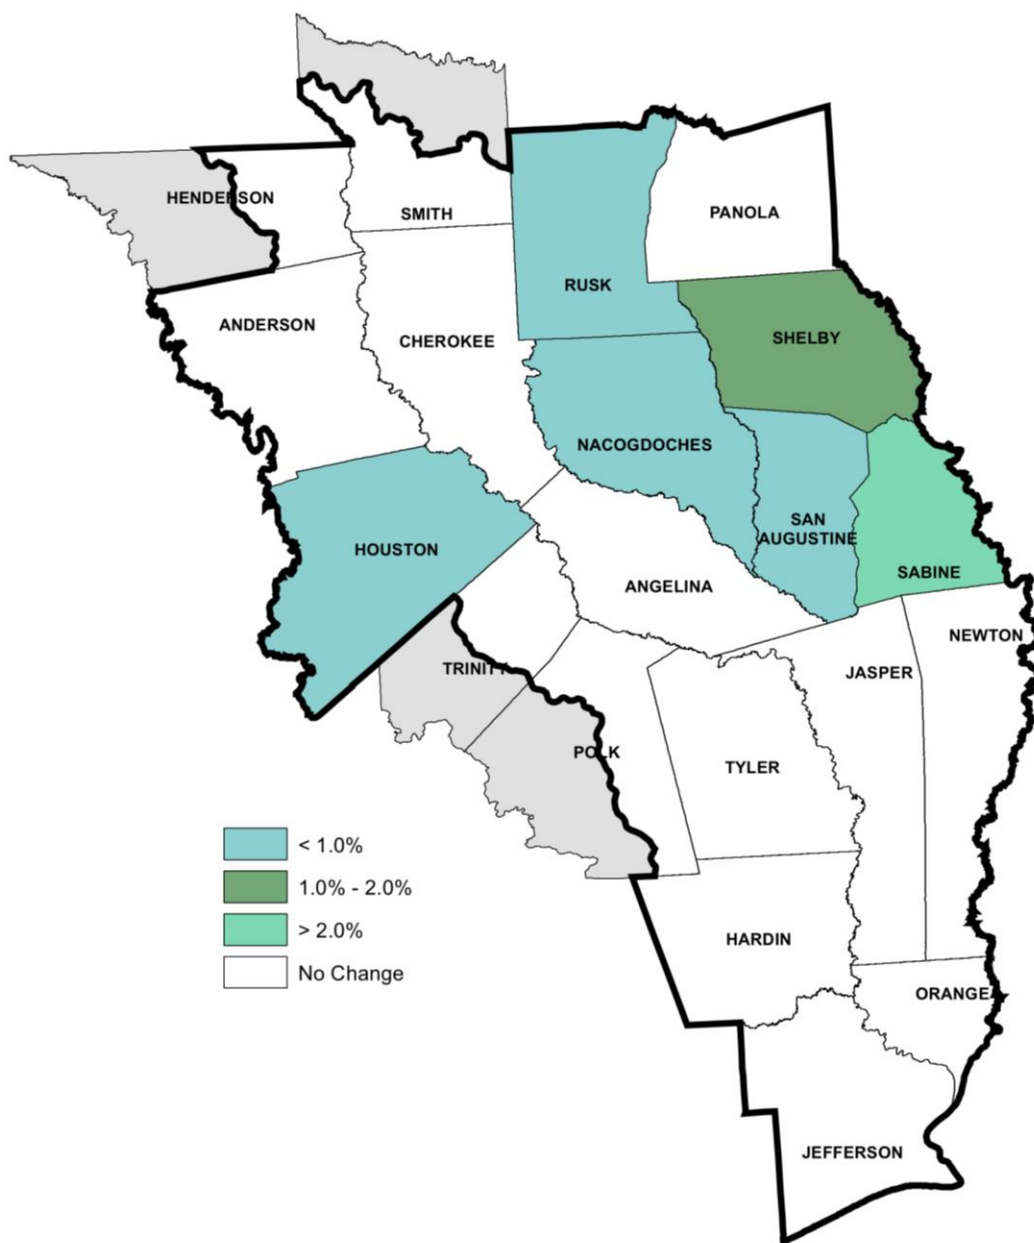 HENDERSON
SMITH
PANOLA
RUSK
ANDERSON
CHEROKEE
SHELBY
NACOGDOCHES
HOUSTON
SAN
AUGUSTINE
ANGELINA
SABINE
NEWTON
TRINITY
JASPER
POLK
TYLER
< 1.0%
1.0% - 2.0%
> 2.0%
No Change
HARDIN
ORANGE
JEFFERSON